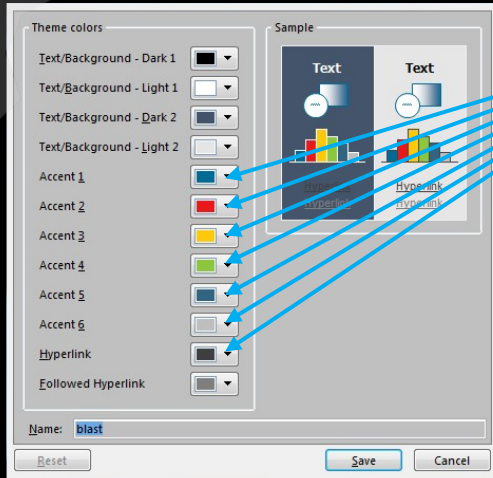 Theme colors
Text/Background - Dark 1
Text/Background - Light 1
Text/Background - Dark 2
Text/Background - Light 2
Accent 1
Accent 2
Accent 3
Accent 4
Accent 5
Accent 6
Hyperlink
Followed Hyperlink
Sample
Text Text
Hyperlink Hyperlink
Hyperlink Hyperlink
Name: blast
Reset Save Cancel